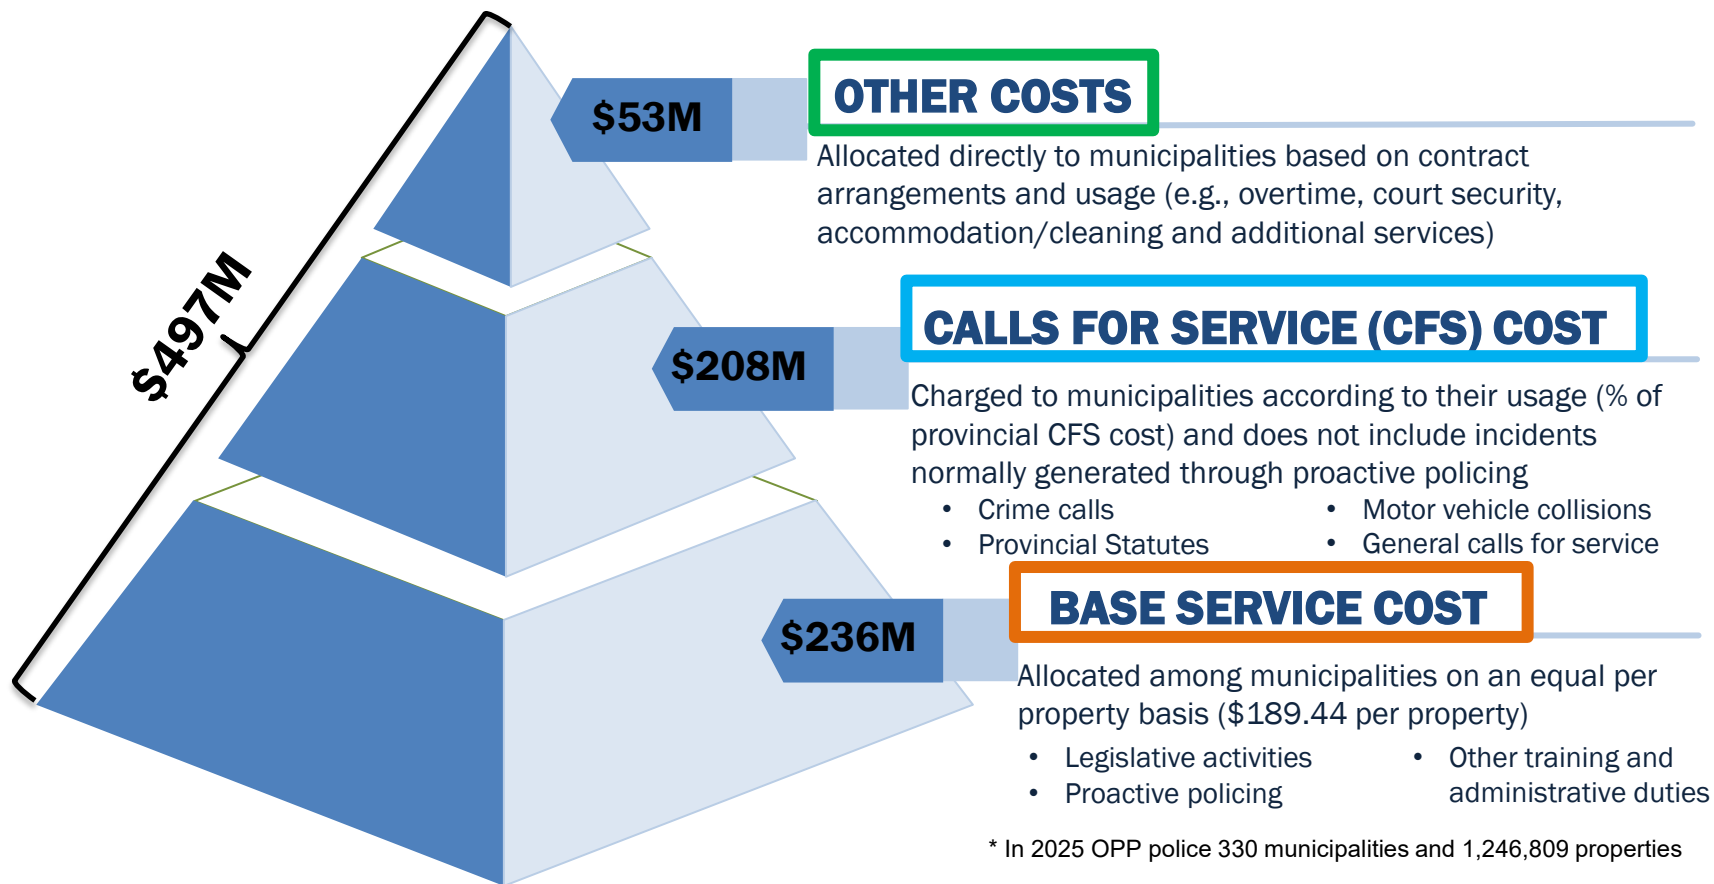 $497M
$53M
OTHER COSTS
Allocated directly to municipalities based on contract
arrangements and usage (e.g., overtime, court security,
accommodation/cleaning and additional services)
$208M
CALLS FOR SERVICE (CFS) COST
Charged to municipalities according to their usage (% of
provincial CFS cost) and does not include incidents
normally generated through proactive policing
• Crime calls
• Provincial Statutes
• Motor vehicle collisions
• General calls for service
$236M
BASE SERVICE COST
Allocated among municipalities on an equal per
property basis ($189.44 per property)
• Legislative activities
• Proactive policing
• Other training and
administrative duties
* In 2025 OPP police 330 municipalities and 1,246,809 properties